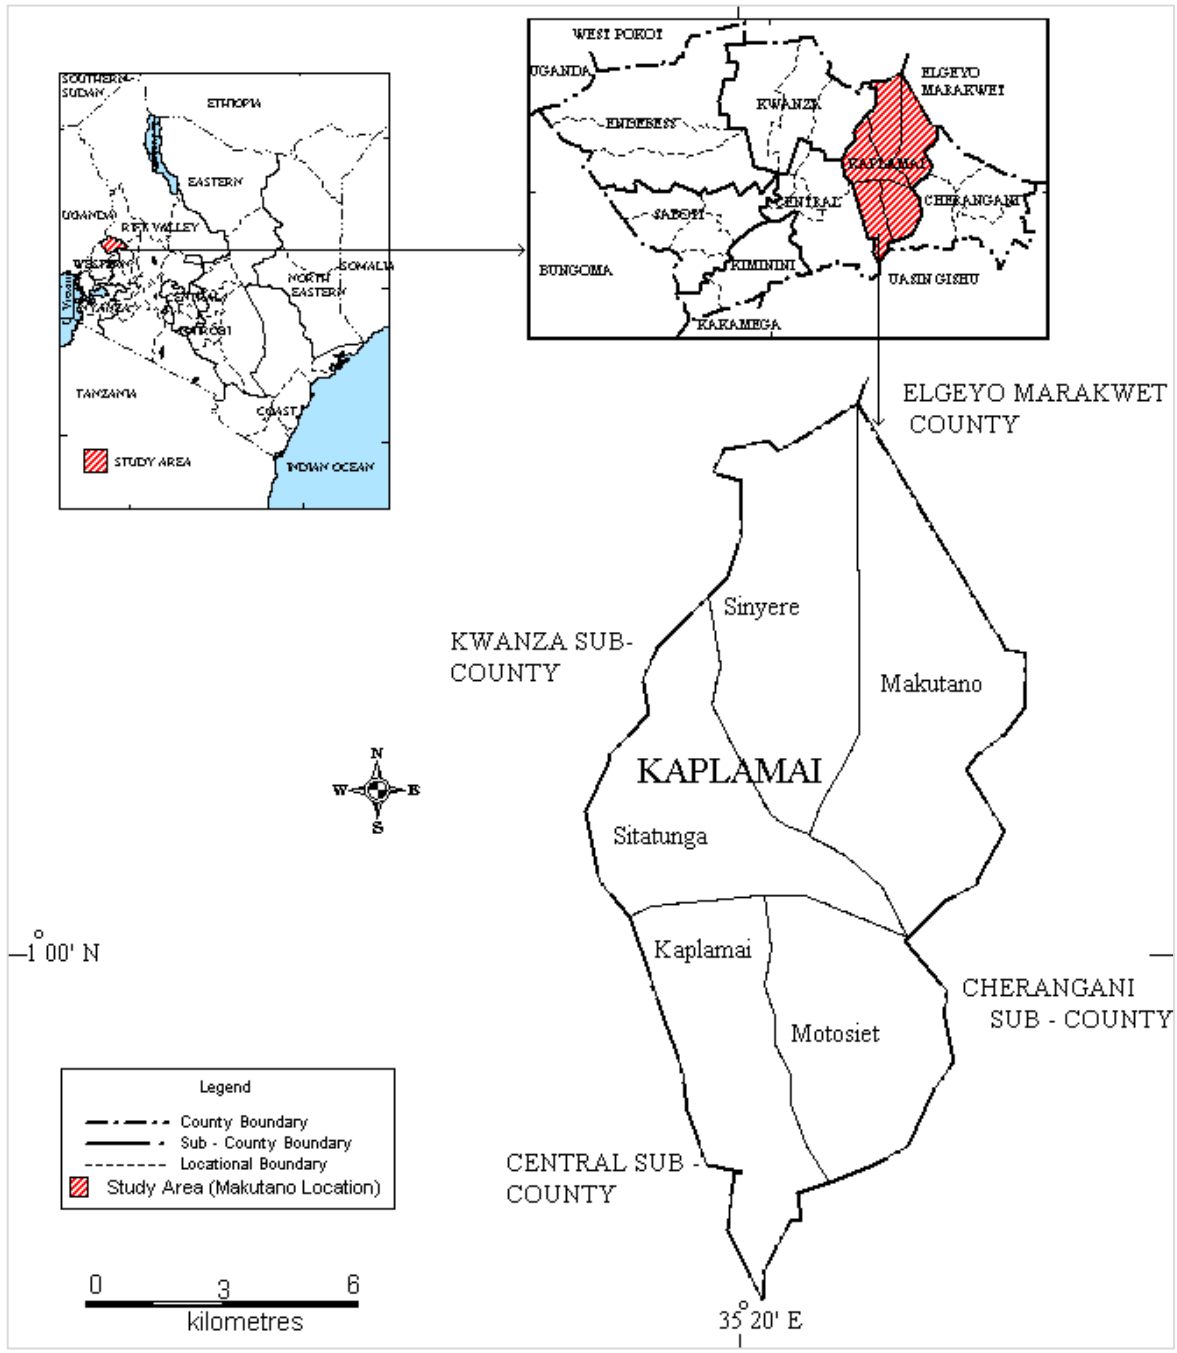 SOUTHERN
SUDAN
ETHIOPIA
EASTERN
UGANDA
RIFT VALLEY
WESTERN
NYANZA
CENTRAL
NAIROBI
NORTH
EASTERN
SOMALIA
TANZANIA
COAST
STUDY AREA
INDIAN OCEAN
WEST POKOT
UGANDA
ELGEYO
MARAKWET
KWANZA
ENDEBESS
KAPLAMAI
SABOTI
CENTRAL
CHERANGANI
BUNGOMA
KIMININI
UASIN GISHU
KAKAMEGA
ELGEYO MARAKWET
COUNTY
Sinyere
KWANZA SUB-
COUNTY
Makutano
KAPLAMAI
N
W E
S
Sitatunga
1°00' N
Kaplamai
CHERANGANI
SUB - COUNTY
Motosiet
Legend
County Boundary
Sub - County Boundary
Locational Boundary
Study Area (Makutano Location)
CENTRAL SUB -
COUNTY
0 3 6
kilometres
35°20' E